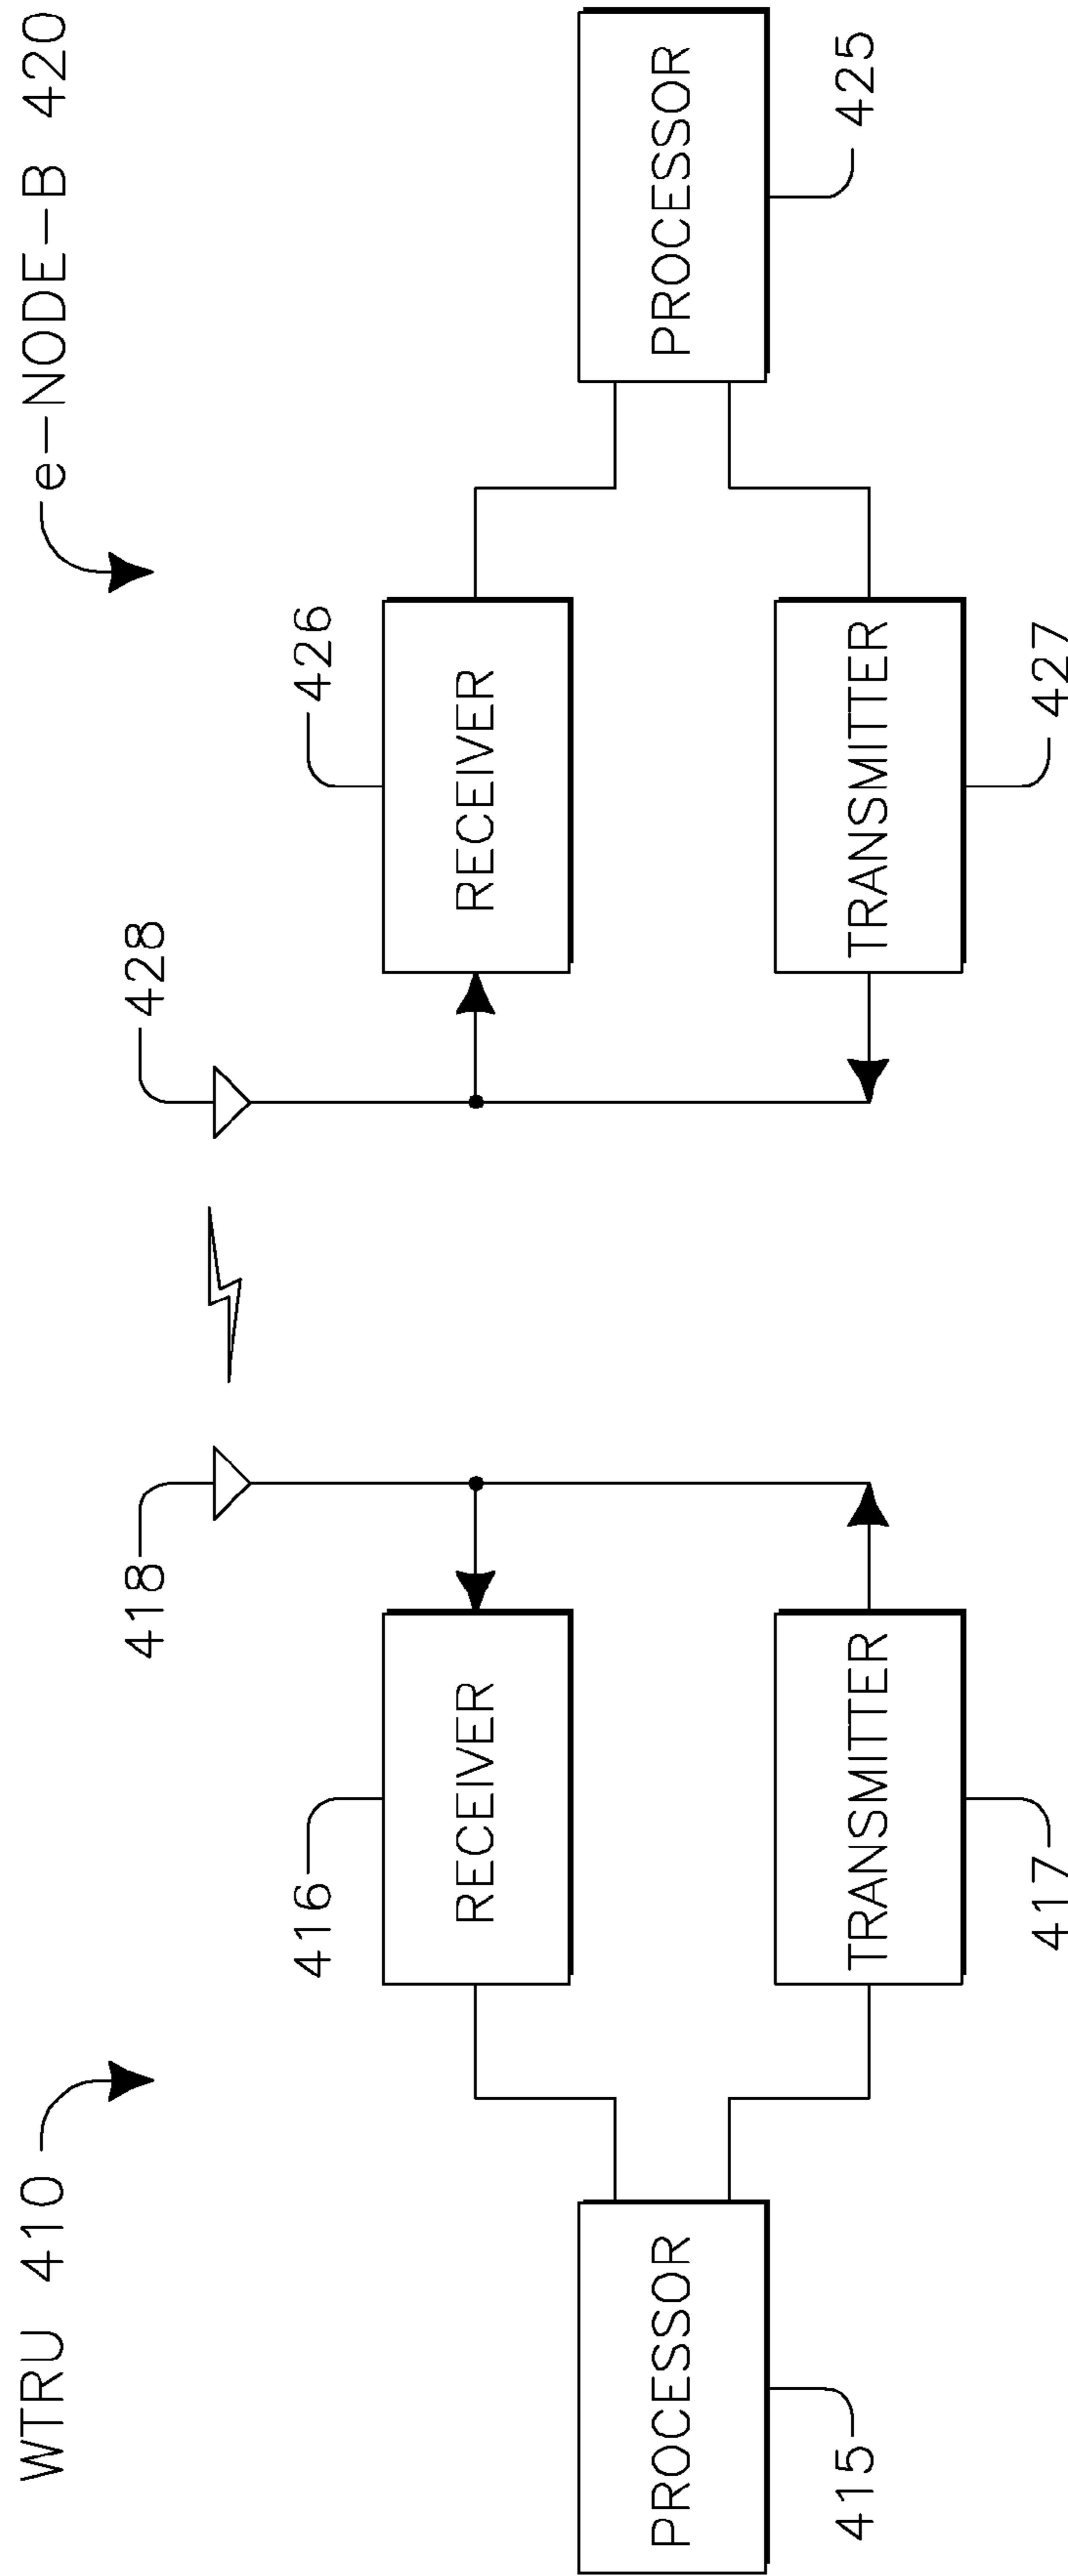 WTRU 410
e-NODE-B 420
418
428
416
426
RECEIVER
RECEIVER
PROCESSOR
PROCESSOR
415
425
TRANSMITTER
TRANSMITTER
417
427